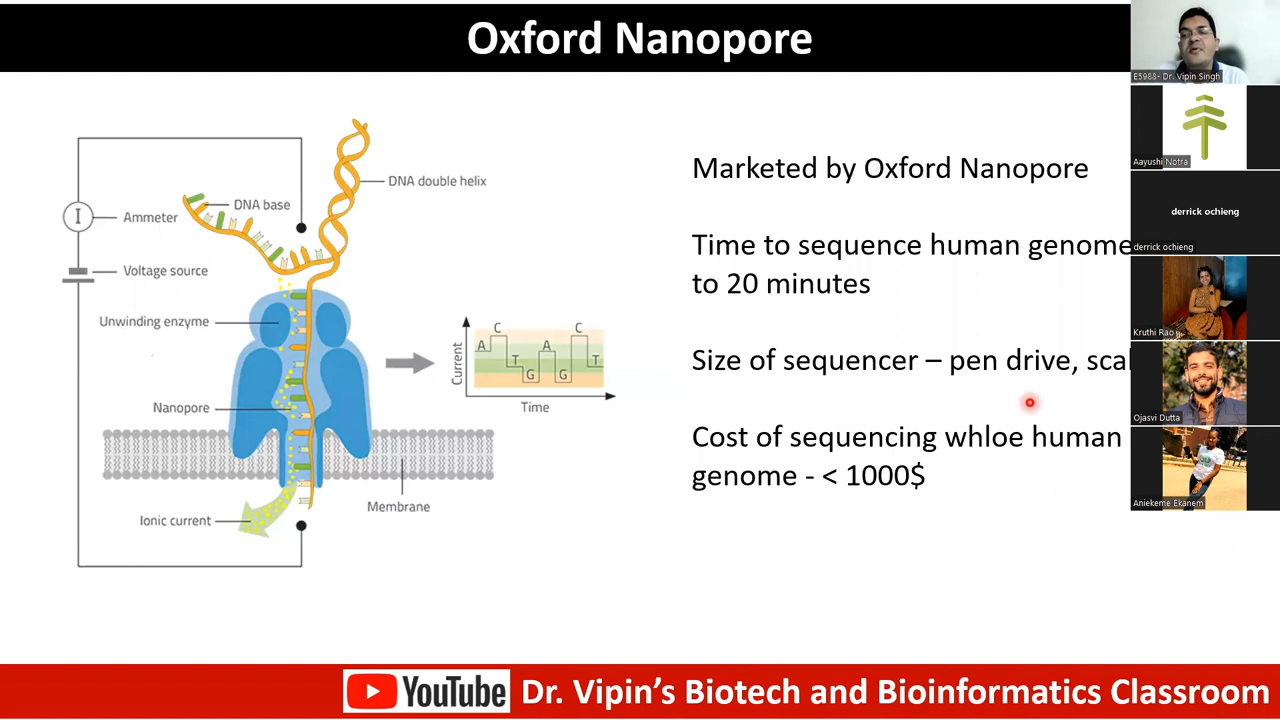 Oxford Nanopore
E5988- Dr. Vipin Singh
Aayushi Notra
derrick ochieng
derrick ochieng
Kruthi Rao
Ojasvi Dutta
Aniekeme Ekanem
DNA double helix
DNA base
Ammeter
I
Voltage source
Unwinding enzyme
Nanopore
Membrane
Ionic current
Current
A C T G A G C T
Time
Marketed by Oxford Nanopore
Time to sequence human genome
to 20 minutes
Size of sequencer – pen drive,
Cost of sequencing whloe human
genome - < 1000$
YouTube Dr. Vipin's Biotech and Bioinformatics Classroom